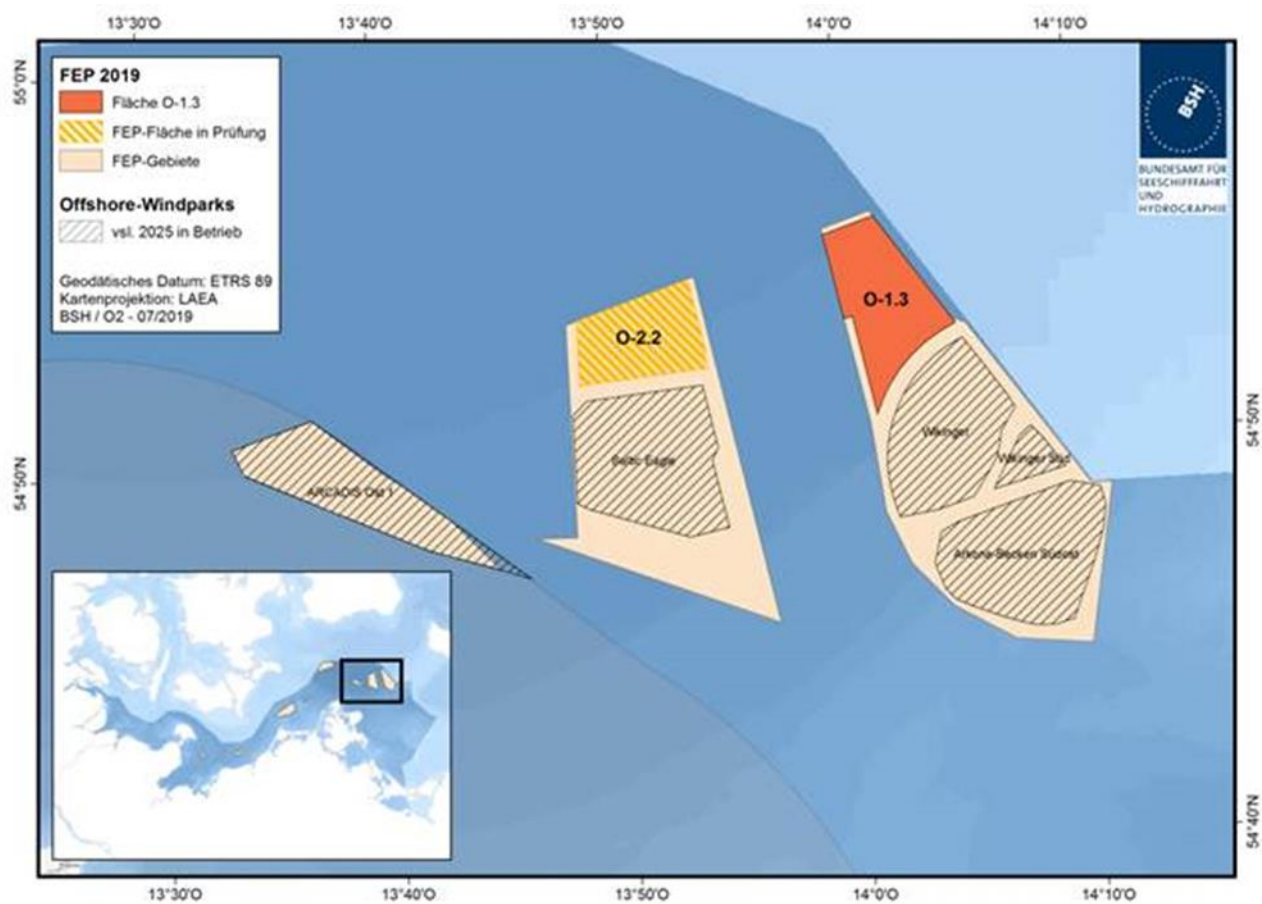 13°30'O 13°40'O 13°50'O 14°0'O 14°10'O
55°0'N
FEP 2019
Fläche O-1.3
FEP-Fläche in Prüfung
FEP-Gebiete
Offshore-Windparks
vsl. 2025 in Betrieb
Geodätisches Datum: ETRS 89
Kartenprojektion: LAEA
BSH / O2 - 07/2019
BSH
BUNDESAMT FÜR
SEESCHIFFFAHRT
UND
HYDROGRAPHIE
O-1.3
O-2.2
54°50'N
Wikinger
Baltic Eagle
Wikinger Süd
54°50'N
ARCADIS Ost 1
Arkona-Becken Südost
54°40'N
13°30'O 13°40'O 13°50'O 14°0'O 14°10'O